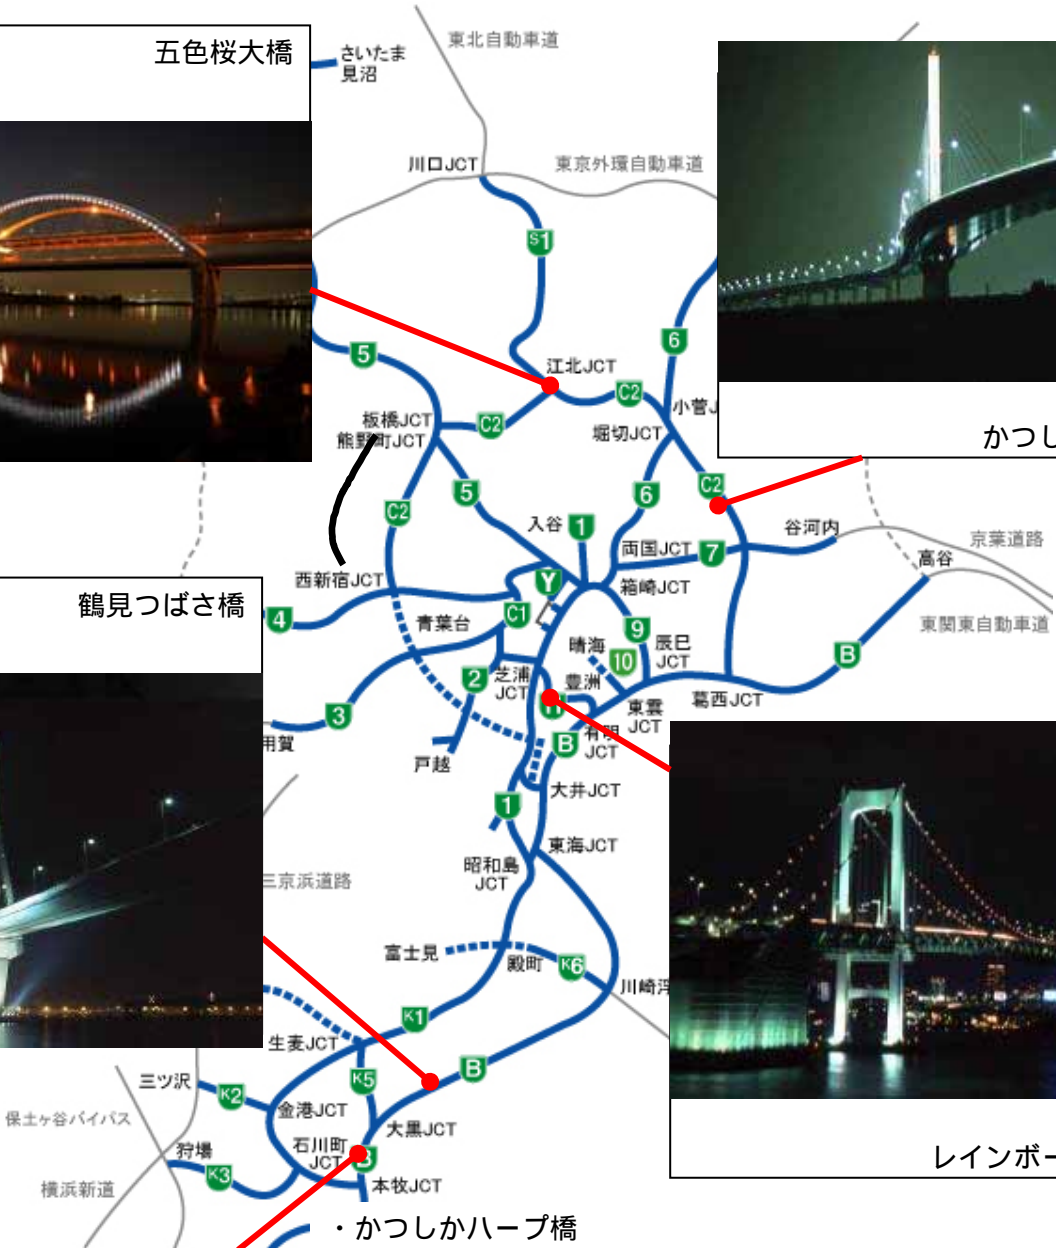 五色桜大橋
さいたま
見沼
東北自動車道
川口JCT
東京外環自動車道
S1
5
6
江北JCT
C2
小菅J
板橋JCT
熊野町JCT
C2
堀切JCT
かつし
C2
5
6
C2
入谷
1
両国JCT
7
谷河内
京葉道路
高谷
西新宿JCT
Y
箱崎JCT
鶴見つばさ橋
4
青葉台
C1
9
東関東自動車道
晴海
10
辰巳
JCT
B
2
芝浦
JCT
豊洲
葛西JCT
3
用賀
H
東雲
JCT
有明
JCT
B
戸越
大井JCT
1
東海JCT
昭和島
JCT
三京浜道路
富士見
殿町
K6
川崎浮
K1
生麦JCT
三ツ沢
K2
K5
B
保土ヶ谷バイパス
金港JCT
大黒JCT
狩場
石川町
JCT
B
レインボー
K3
横浜新道
本牧JCT
・かつしかハープ橋